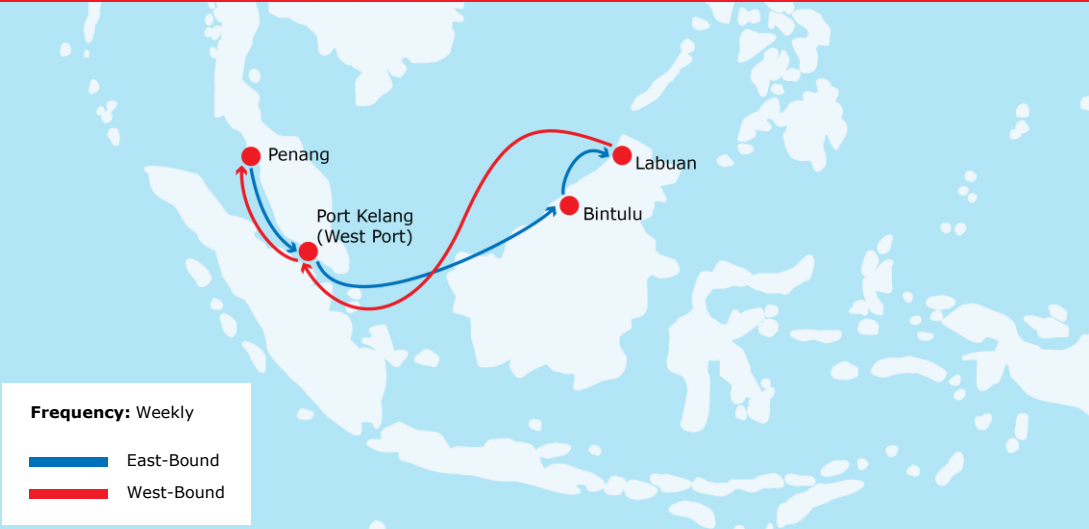 Penang
Labuan
Port Kelang
(West Port)
Bintulu
Frequency: Weekly
East-Bound
West-Bound